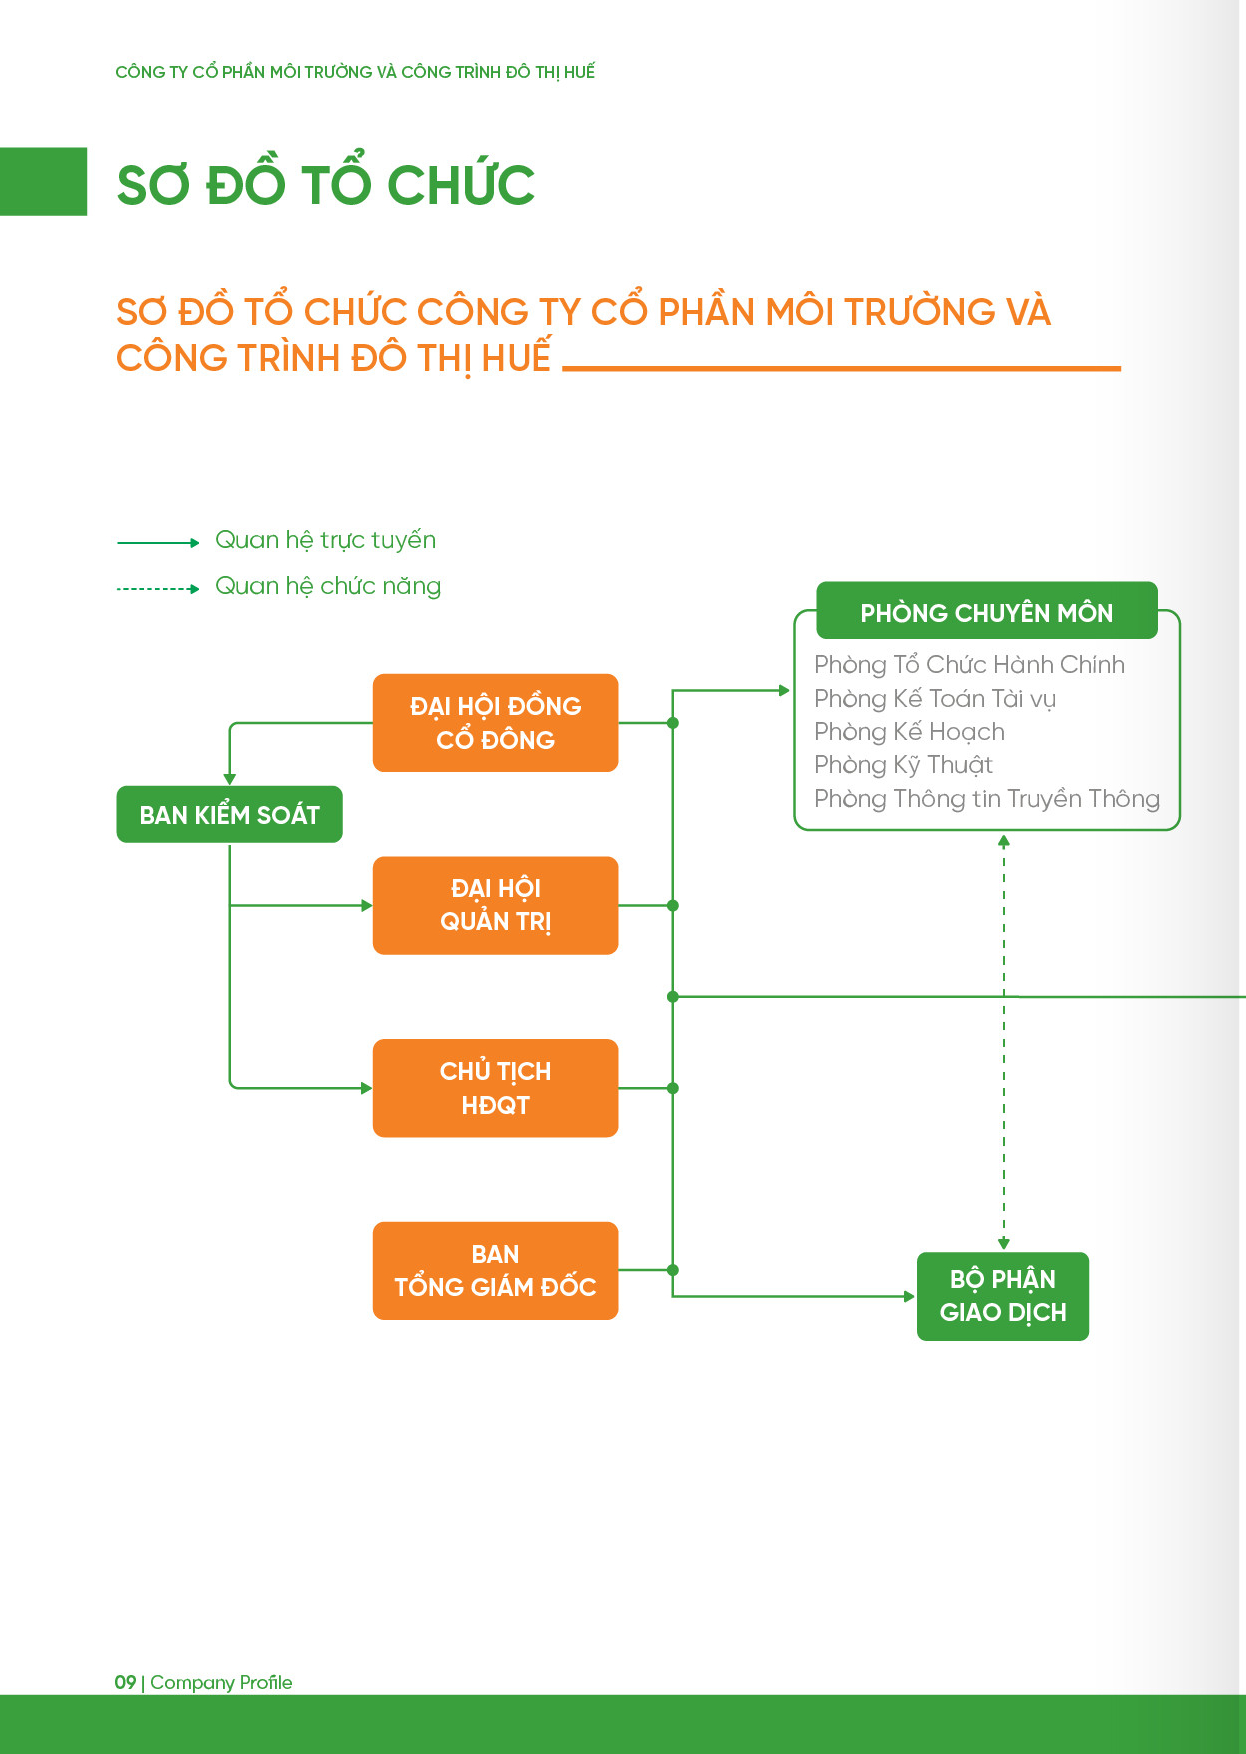 CÔNG TY CỔ PHẦN MÔI TRƯỜNG VÀ CÔNG TRÌNH ĐÔ THỊ HUẾ
SƠ ĐỒ TỔ CHỨC
SƠ ĐỒ TỔ CHỨC CÔNG TY CỔ PHẦN MÔI TRƯỜNG VÀ
CÔNG TRÌNH ĐÔ THỊ HUẾ
Quan hệ trực tuyến
Quan hệ chức năng
PHÒNG CHUYÊN MÔN
Phòng Tổ Chức Hành Chính
Phòng Kế Toán Tài vụ
Phòng Kế Hoạch
Phòng Kỹ Thuật
Phòng Thông tin Truyền Thông
ĐẠI HỘI ĐỒNG
CỔ ĐÔNG
BAN KIỂM SOÁT
ĐẠI HỘI
QUẢN TRỊ
CHỦ TỊCH
HĐQT
BAN
TỔNG GIÁM ĐỐC
BỘ PHẬN
GIAO DỊCH
09 | Company Profile